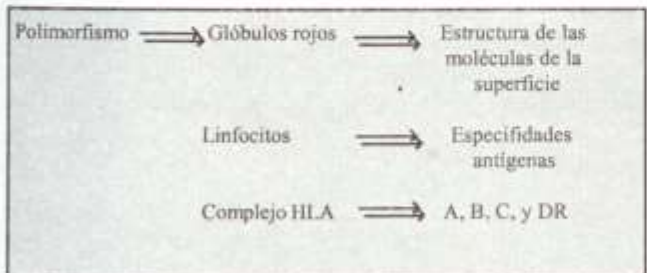 Polimorfismo Glóbulos rojos Estructura de las
moléculas de la
superficie
Linfocitos Especifidades
antígenas
Complejo HLA A, B, C, y DR